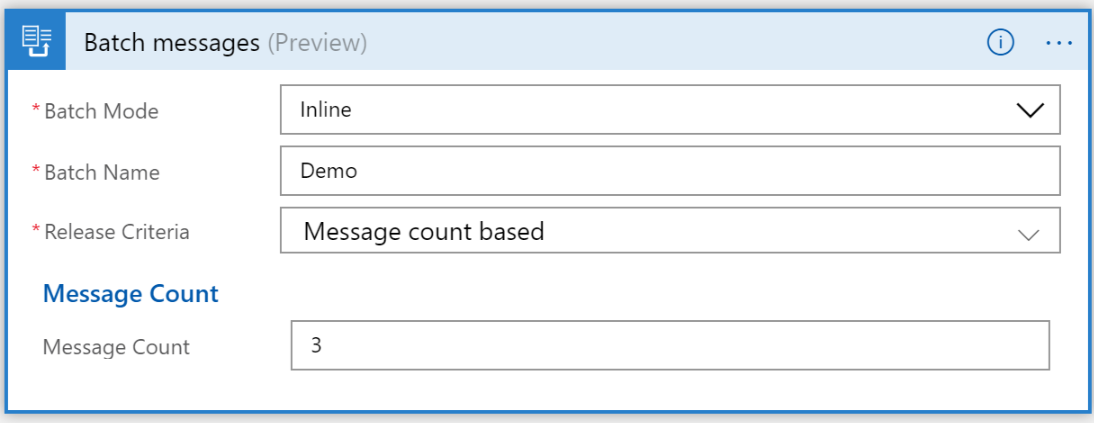 Batch messages (Preview)
* Batch Mode Inline
* Batch Name Demo
* Release Criteria Message count based
Message Count
Message Count 3